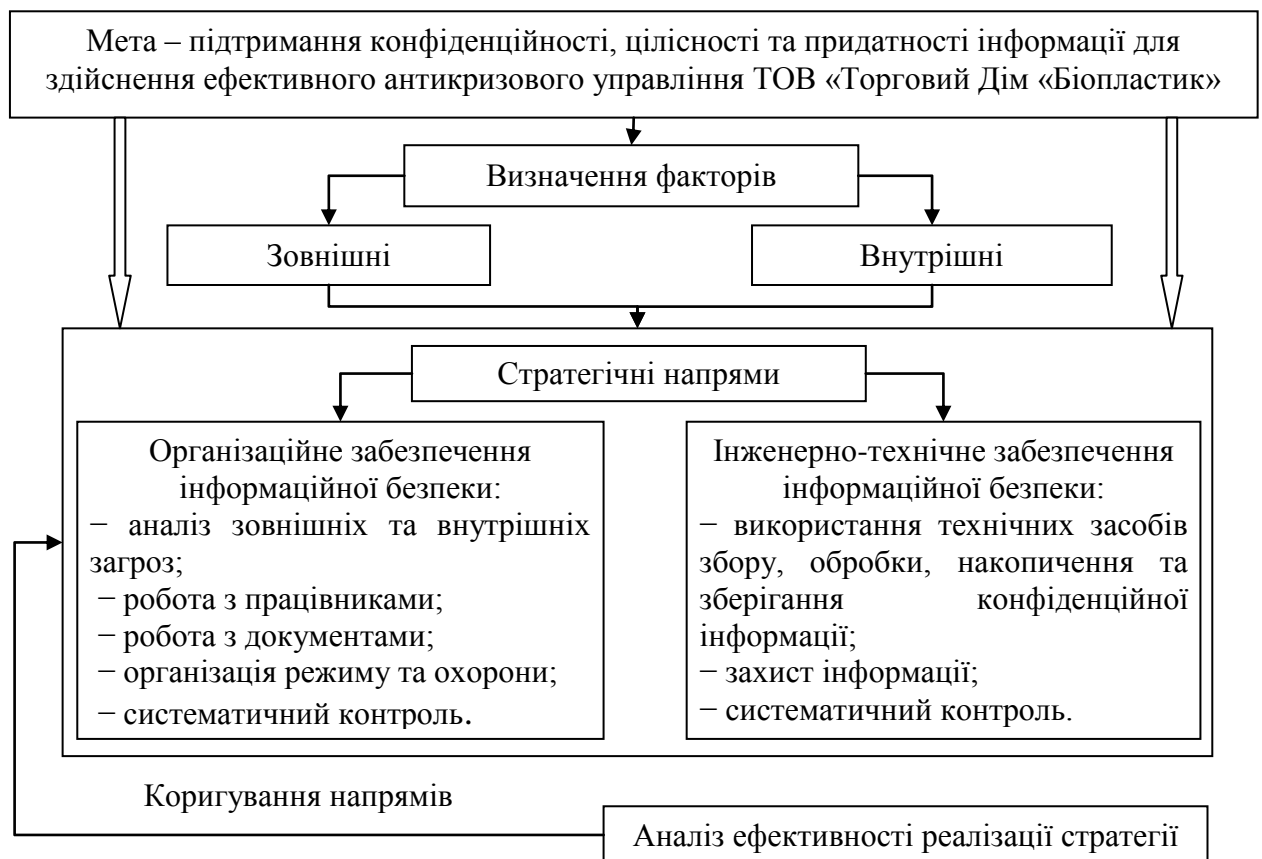 Мета – підтримання конфіденційності, цілісності та придатності інформації для
здійснення ефективного антикризового управління ТОВ «Торговий Дім «Біопластик»
Визначення факторів
Зовнішні
Внутрішні
Стратегічні напрями
Організаційне забезпечення
інформаційної безпеки:
− аналіз зовнішніх та внутрішніх
загроз;
− робота з працівниками;
− робота з документами;
− організація режиму та охорони;
− систематичний контроль.
Інженерно-технічне забезпечення
інформаційної безпеки:
− використання технічних засобів
збору, обробки, накопичення та
зберігання конфіденційної
інформації;
− захист інформації;
− систематичний контроль.
Коригування напрямів
Аналіз ефективності реалізації стратегії